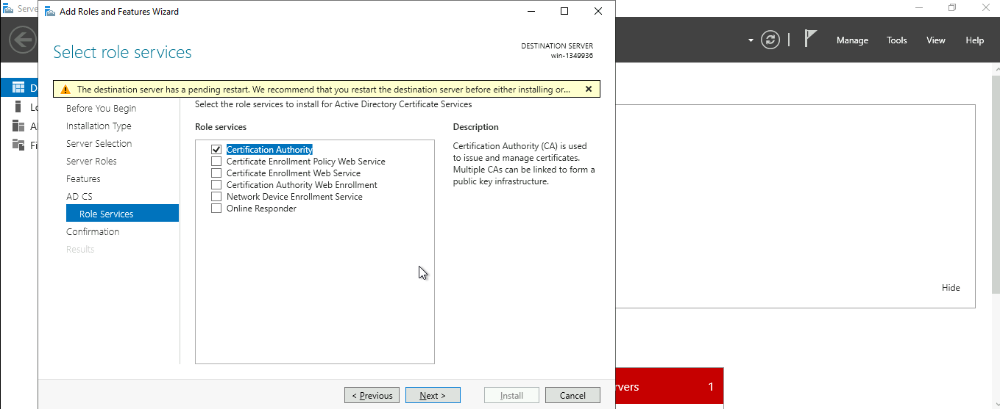 Serve
Add Roles and Features Wizard
Manage Tools View Help
Select role services
DESTINATION SERVER
win-1349936
The destination server has a pending restart. We recommend that you restart the destination server before either installing or...
Before You Begin
Installation Type
Server Selection
Server Roles
Features
AD CS
Role Services
Confirmation
Results
Select the role services to install for Active Directory Certificate Services
Role services
Certification Authority
Certificate Enrollment Policy Web Service
Certificate Enrollment Web Service
Certification Authority Web Enrollment
Network Device Enrollment Service
Online Responder
Description
Certification Authority (CA) is used
to issue and manage certificates.
Multiple CAs can be linked to form a
public key infrastructure.
Hide
< Previous
Next >
Install
Cancel
rvers 1